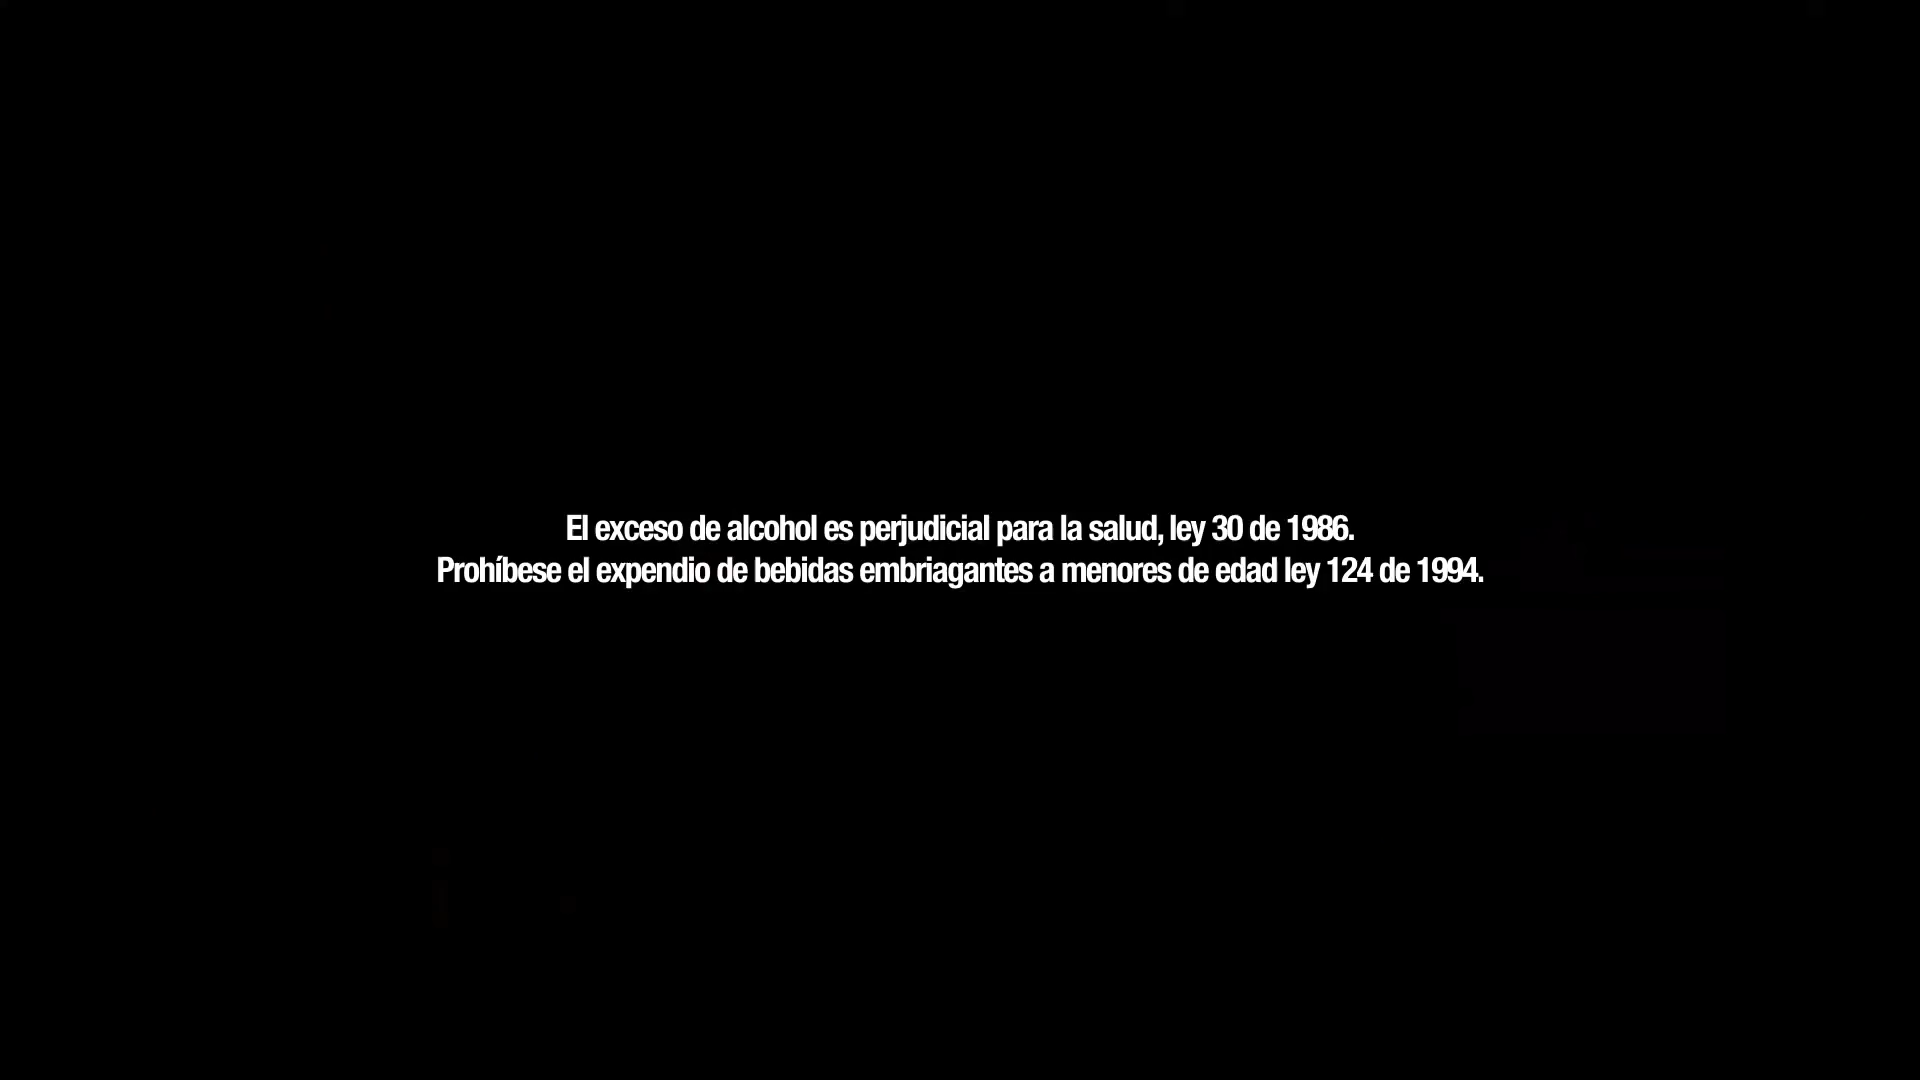 El exceso de alcohol es perjudicial para la salud, ley 30 de 1986.
Prohíbese el expendio de bebidas embriagantes a menores de edad ley 124 de 1994.